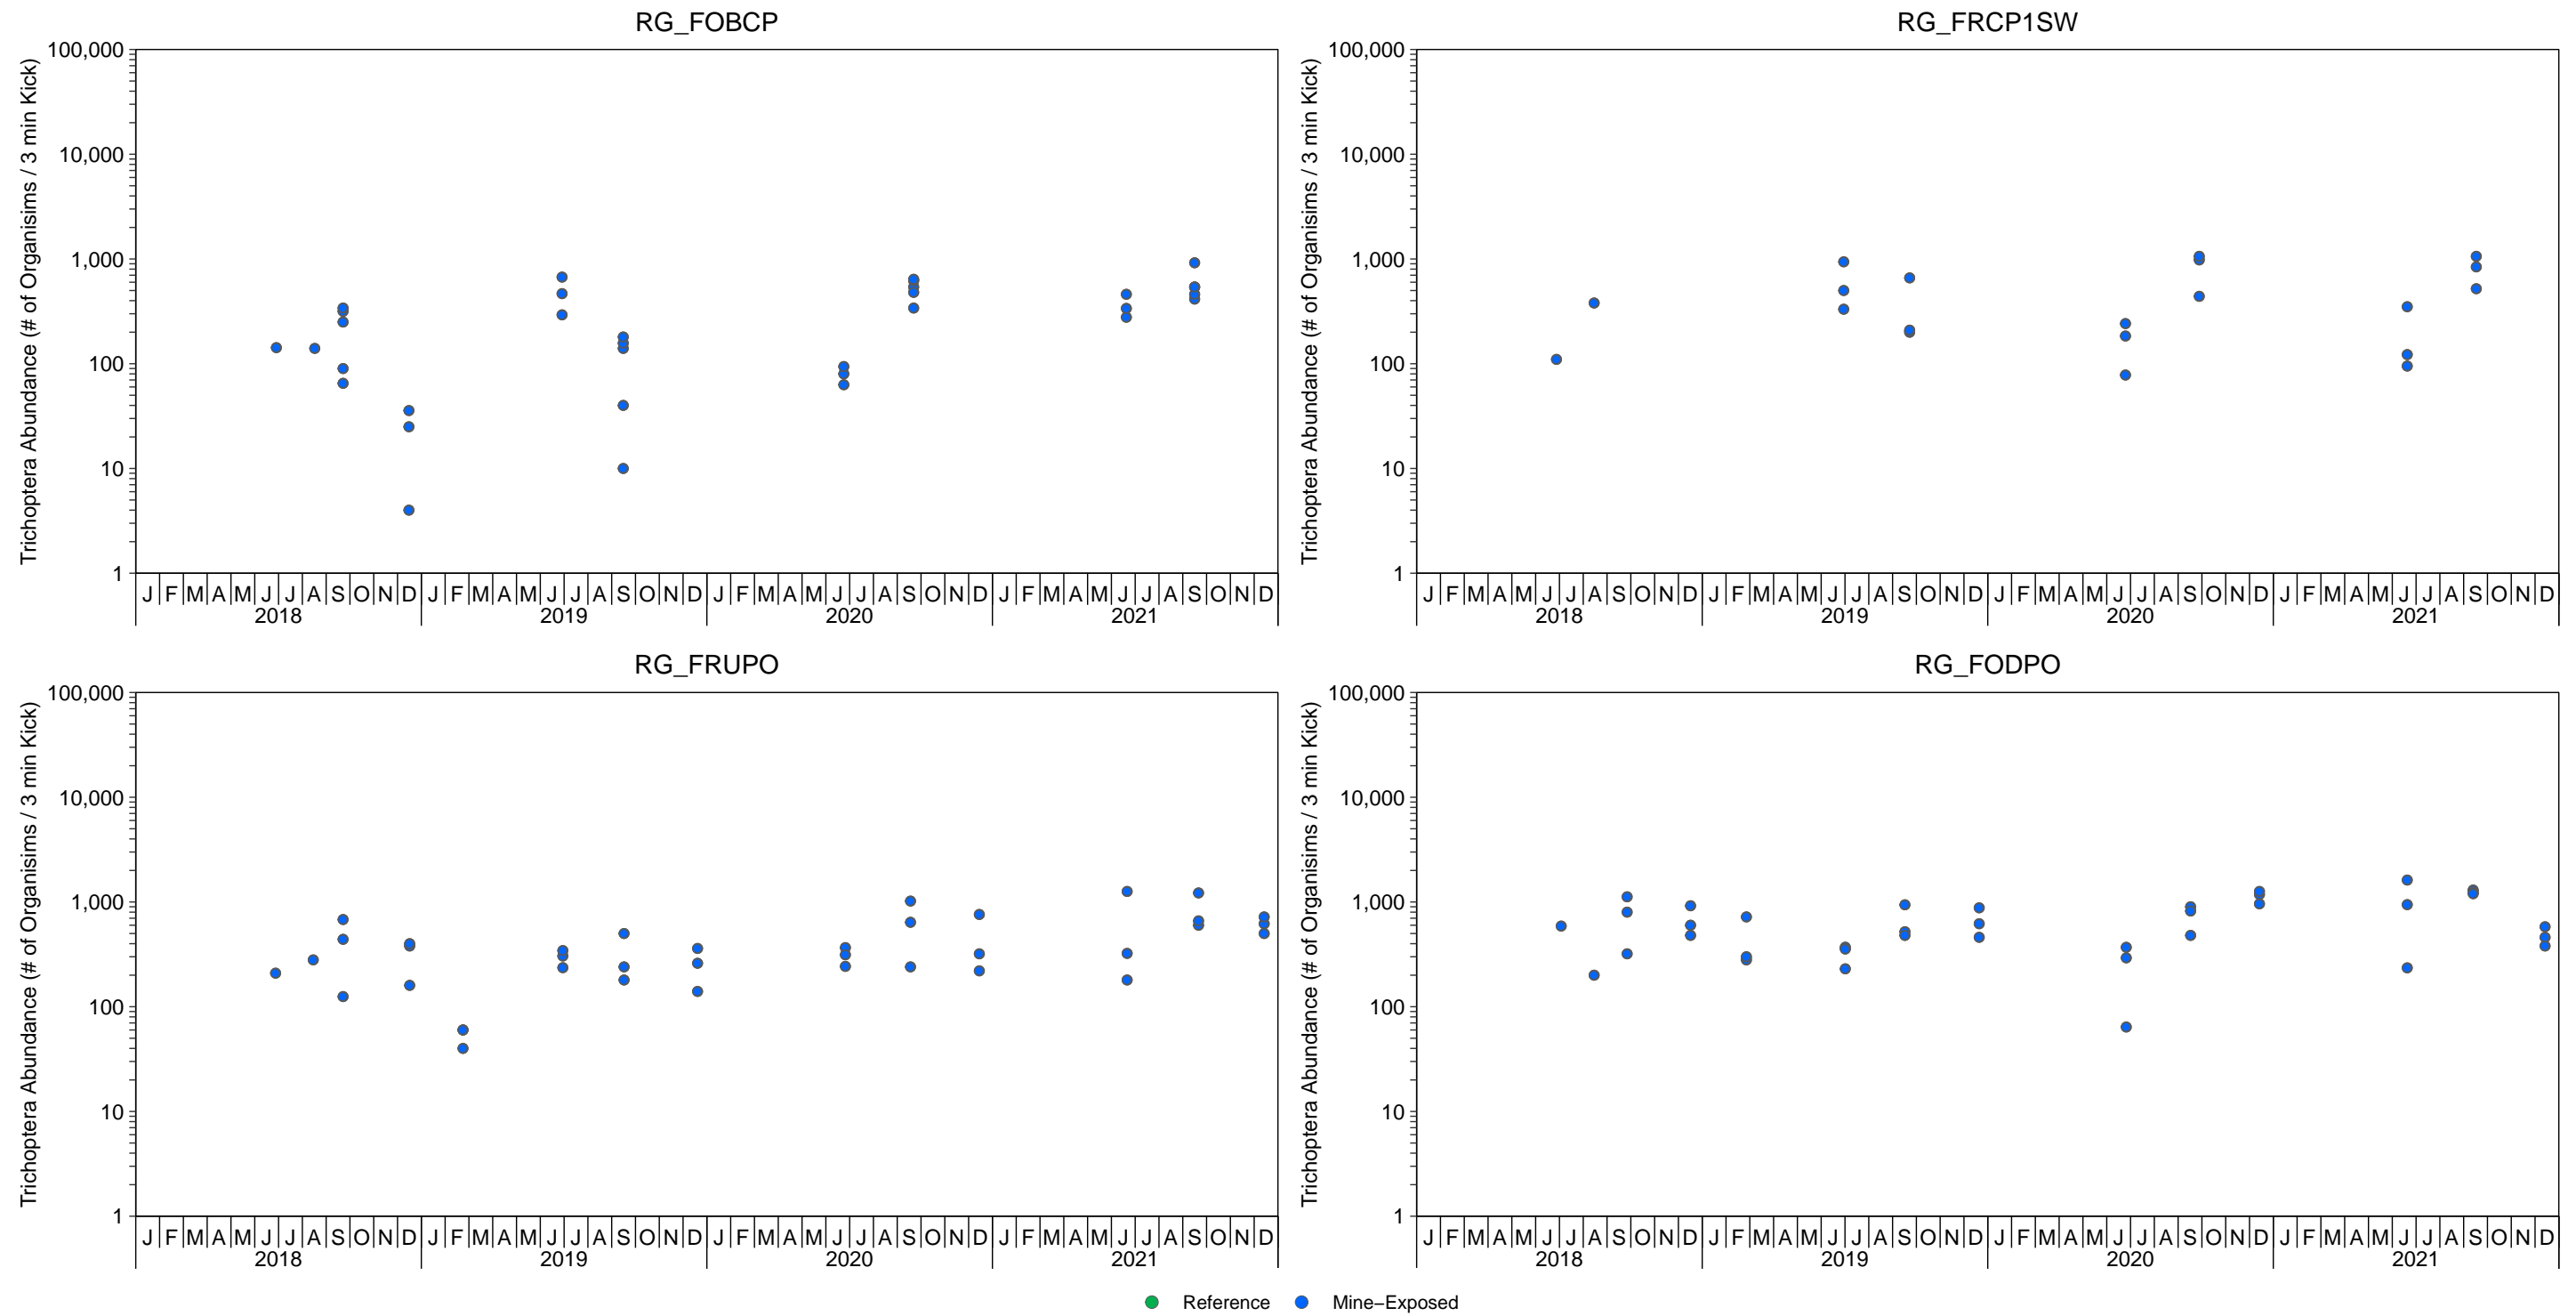 RG_FOBCP
RG_FRCP1SW
Trichoptera Abundance (# of Organisims / 3 min Kick)
100,000
10,000
1,000
100
10
1
J F M A M J J A S O N D J F M A M J J A S O N D J F M A M J J A S O N D J F M A M J J A S O N D
2018 2019 2020 2021
Trichoptera Abundance (# of Organisims / 3 min Kick)
100,000
10,000
1,000
100
10
1
J F M A M J J A S O N D J F M A M J J A S O N D J F M A M J J A S O N D J F M A M J J A S O N D
2018 2019 2020 2021
RG_FRUPO
RG_FODPO
Trichoptera Abundance (# of Organisims / 3 min Kick)
100,000
10,000
1,000
100
10
1
J F M A M J J A S O N D J F M A M J J A S O N D J F M A M J J A S O N D J F M A M J J A S O N D
2018 2019 2020 2021
Trichoptera Abundance (# of Organisims / 3 min Kick)
100,000
10,000
1,000
100
10
1
J F M A M J J A S O N D J F M A M J J A S O N D J F M A M J J A S O N D J F M A M J J A S O N D
2018 2019 2020 2021
Reference Mine−Exposed